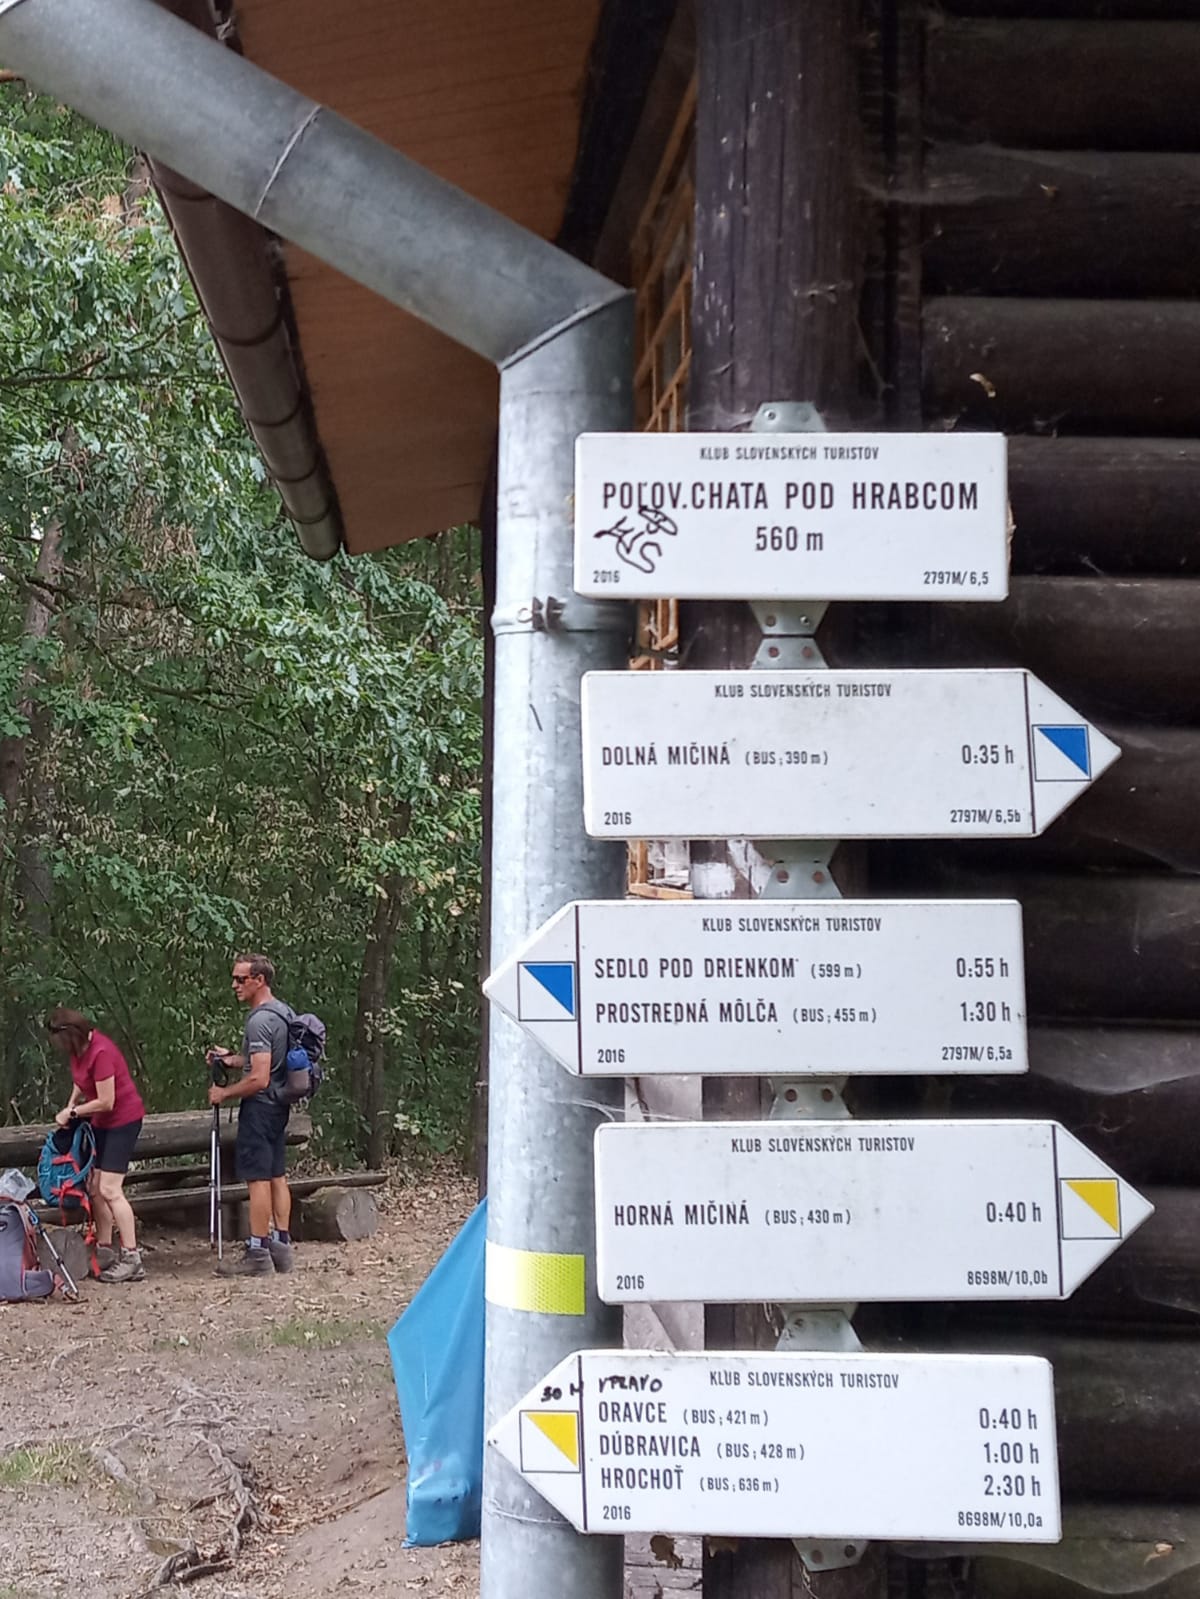 KLUB SLOVENSKÝCH TURISTOV
POĽOV.CHATA POD HRABCOM
560 m
2016 2797M/6,5
KLUB SLOVENSKÝCH TURISTOV
DOLNÁ MIČINÁ (BUS; 390 m) 0:35 h
2016 2797M/6,5b
KLUB SLOVENSKÝCH TURISTOV
SEDLO POD DRIENKOM (599 m) 0:55 h
PROSTREDNÁ MÔLČA (BUS; 455 m) 1:30 h
2016 2797M/6,5a
KLUB SLOVENSKÝCH TURISTOV
HORNÁ MIČINÁ (BUS; 430 m) 0:40 h
2016 8698M/10,0b
KLUB SLOVENSKÝCH TURISTOV
30 M VPRAVO
ORAVCE (BUS; 421 m) 0:40 h
DÚBRAVICA (BUS; 428 m) 1:00 h
HROCHOŤ (BUS; 636 m) 2:30 h
2016 8698M/10,0a